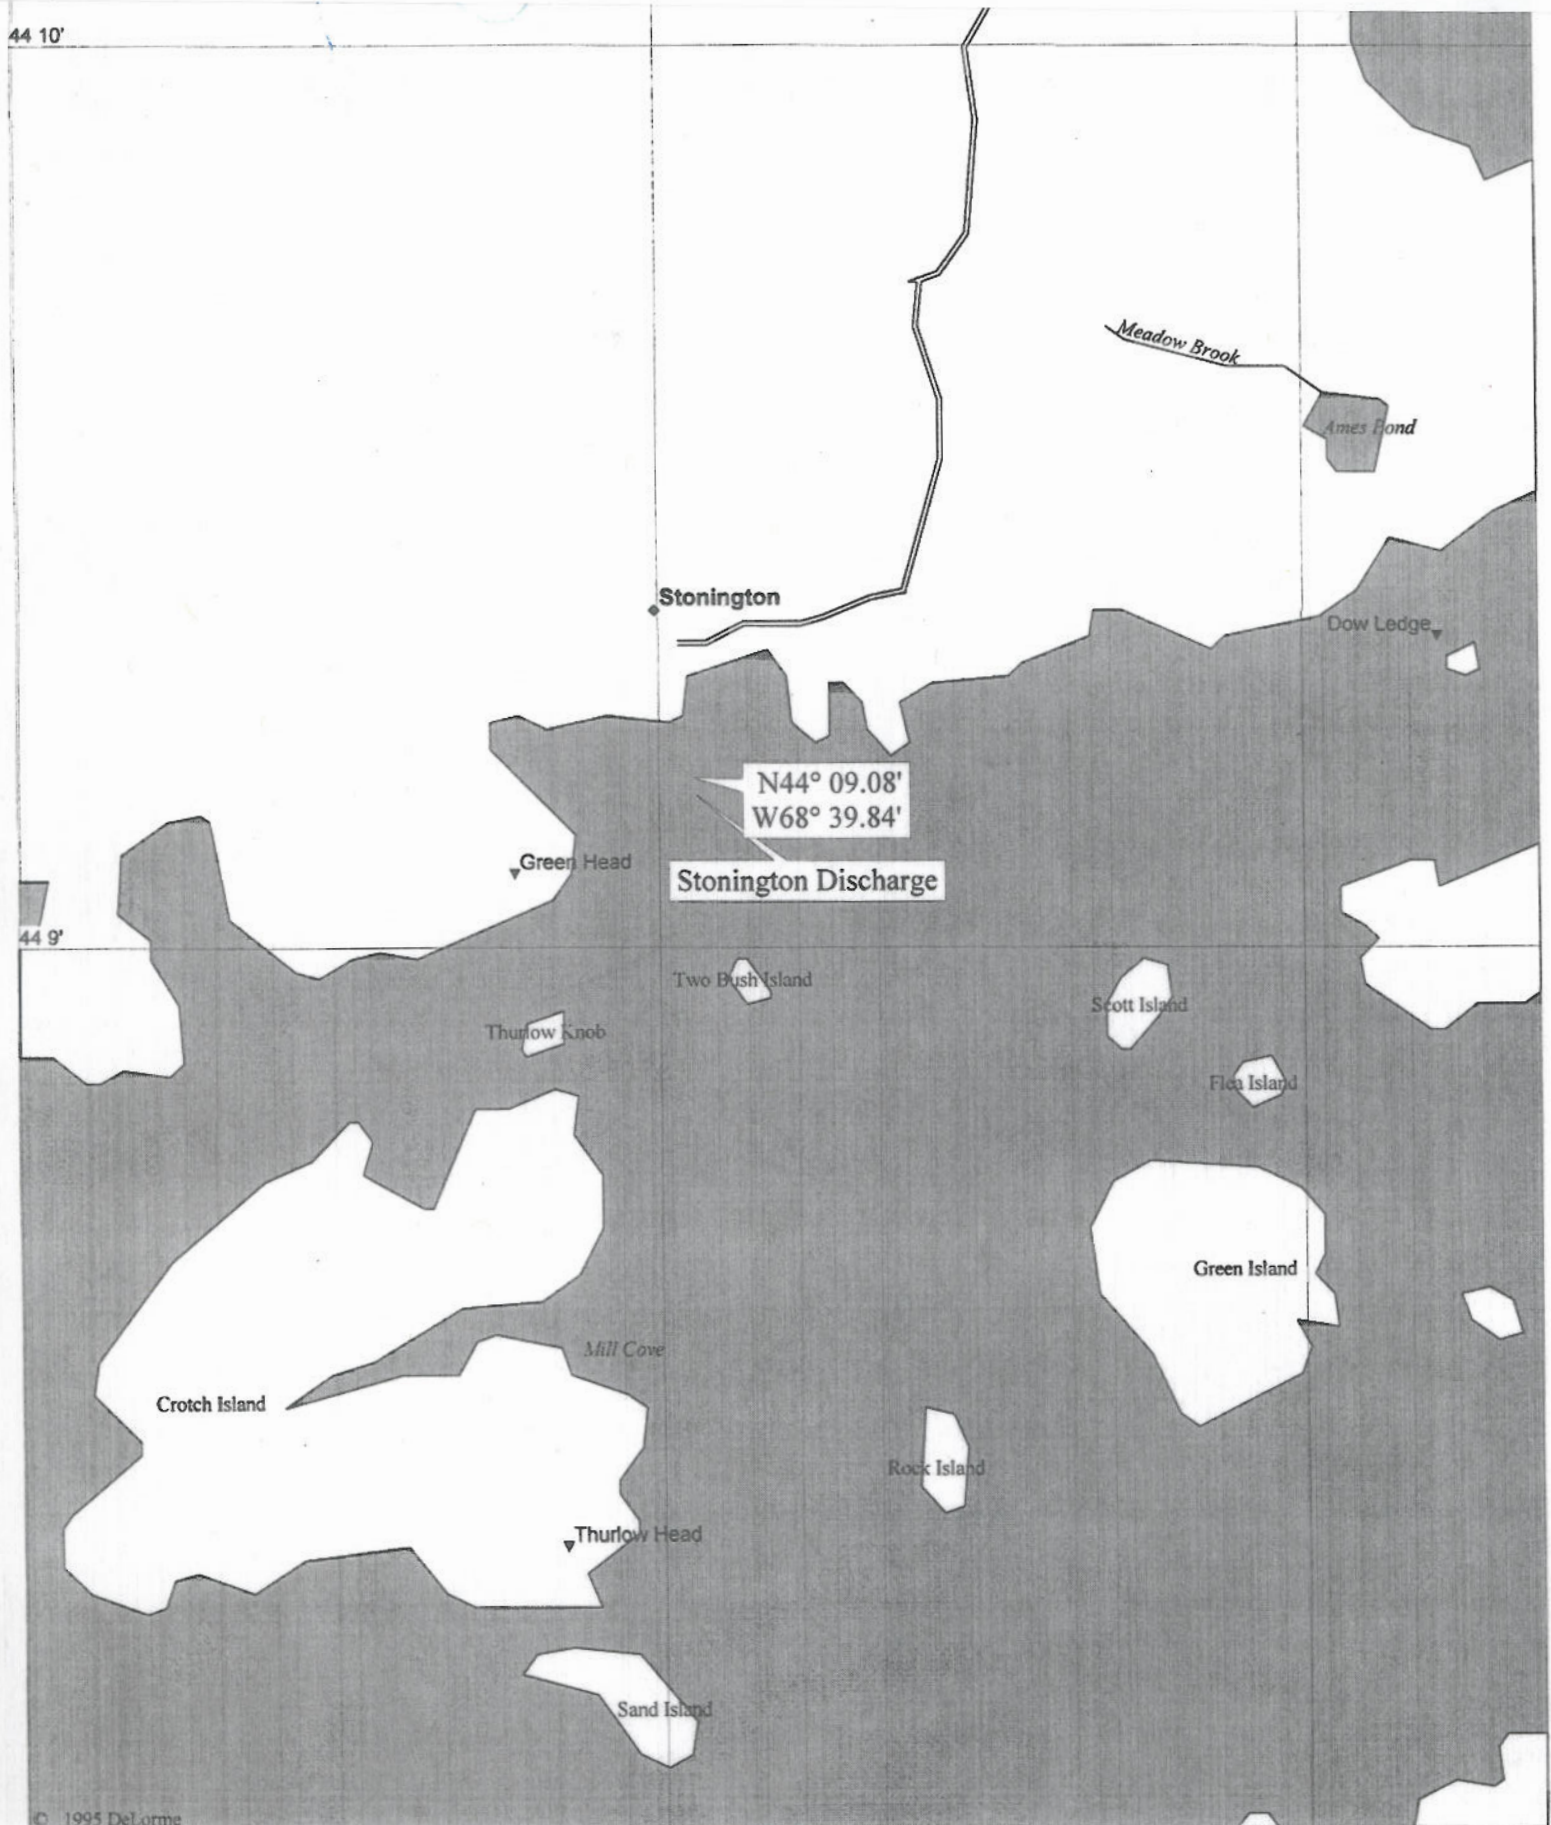 44 10'
Meadow Brook
Ames Pond
Stonington
Dow Ledge
N44° 09.08'
W68° 39.84'
Green Head
Stonington Discharge
44 9'
Two Bush Island
Scott Island
Thurlow Knob
Flea Island
Green Island
Mill Cove
Crotch Island
Rock Island
Thurlow Head
Sand Island
© 1995 DeLorme